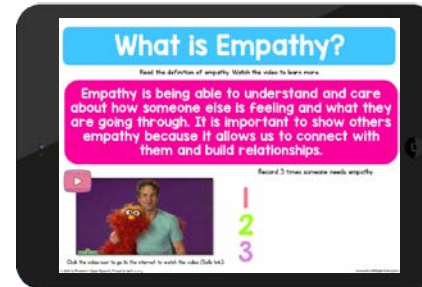 What is Empathy?
Read the definition of empathy. Watch the video to learn more.
Empathy is being able to understand and care
about how someone else is feeling and what they
are going through. It is important to show others
empathy because it allows us to connect with
them and build relationships.
Record 3 times someone needs empathy
1
2
3
Click the video icon to go to the internet to watch the video (Safe link)